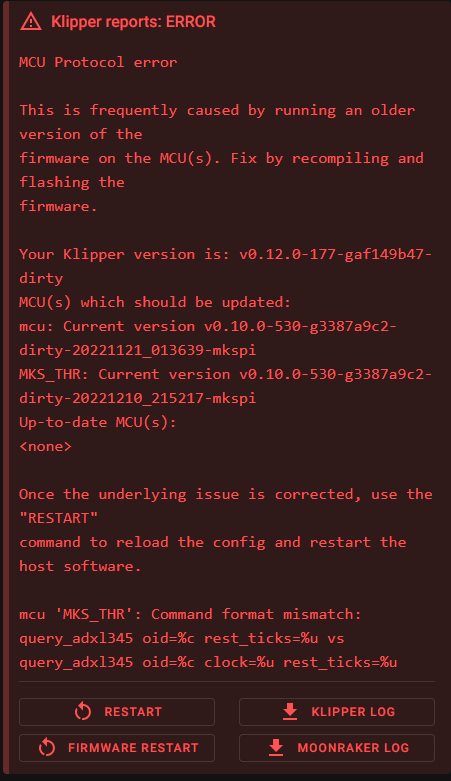 Klipper reports: ERROR
MCU Protocol error
This is frequently caused by running an older
version of the
firmware on the MCU(s). Fix by recompiling and
flashing the
firmware.
Your Klipper version is: v0.12.0-177-gaf149b47-
dirty
MCU(s) which should be updated:
mcu: Current version v0.10.0-530-g3387a9c2-
dirty-20221121_013639-mkspi
MKS_THR: Current version v0.10.0-530-g3387a9c2-
dirty-20221210_215217-mkspi
Up-to-date MCU(s):
<none>
Once the underlying issue is corrected, use the
"RESTART"
command to reload the config and restart the
host software.
mcu 'MKS_THR': Command format mismatch:
query_adxl345 oid=%c rest_ticks=%u vs
query_adxl345 oid=%c clock=%u rest_ticks=%u
RESTART
KLIPPER LOG
FIRMWARE RESTART
MOONRAKER LOG